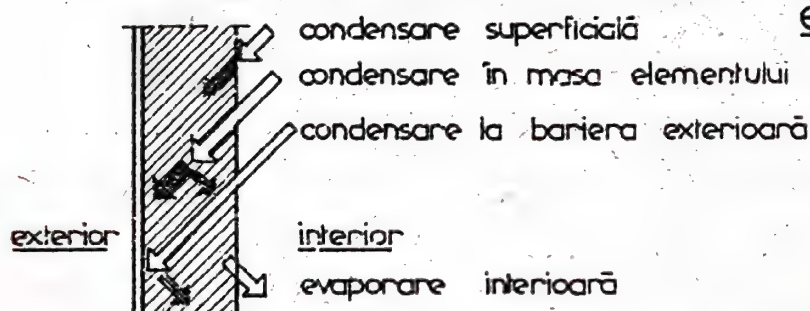 condensare superficială
condensare în masa elementului
condensare la bariera exterioară
exterior
interior
evaporare interioară